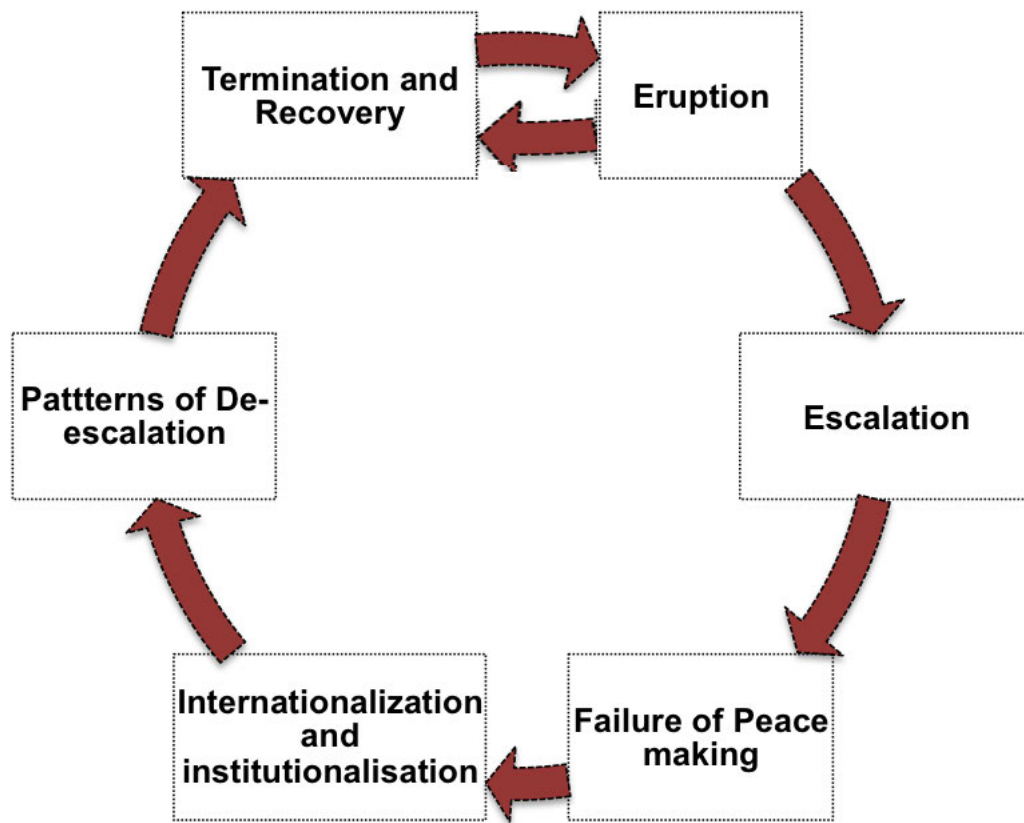 Termination and
Recovery
Eruption
Escalation
Failure of Peace
making
Internationalization
and
institutionalisation
Pattterns of De-
escalation